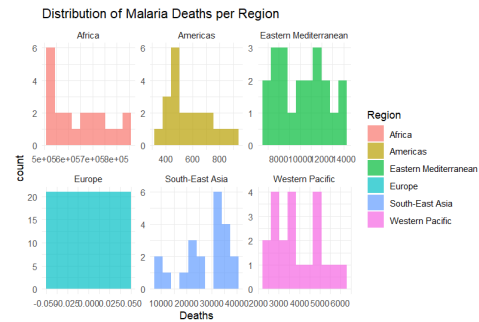 Distribution of Malaria Deaths per Region
Africa
Americas
Eastern Mediterranean
6
4
2
0
6
4
2
0
3
2
1
0
5e+056e+057e+058e+05
400 600 800
8000 10000 12000 14000
count
Europe
South-East Asia
Western Pacific
20
15
10
5
0
6
4
2
0
4
3
2
1
0
-0.050-0.0250.0000.0250.050
10000 20000 30000 40000
2000 3000 4000 5000 6000
Deaths
Region
Africa
Americas
Eastern Mediterranean
Europe
South-East Asia
Western Pacific